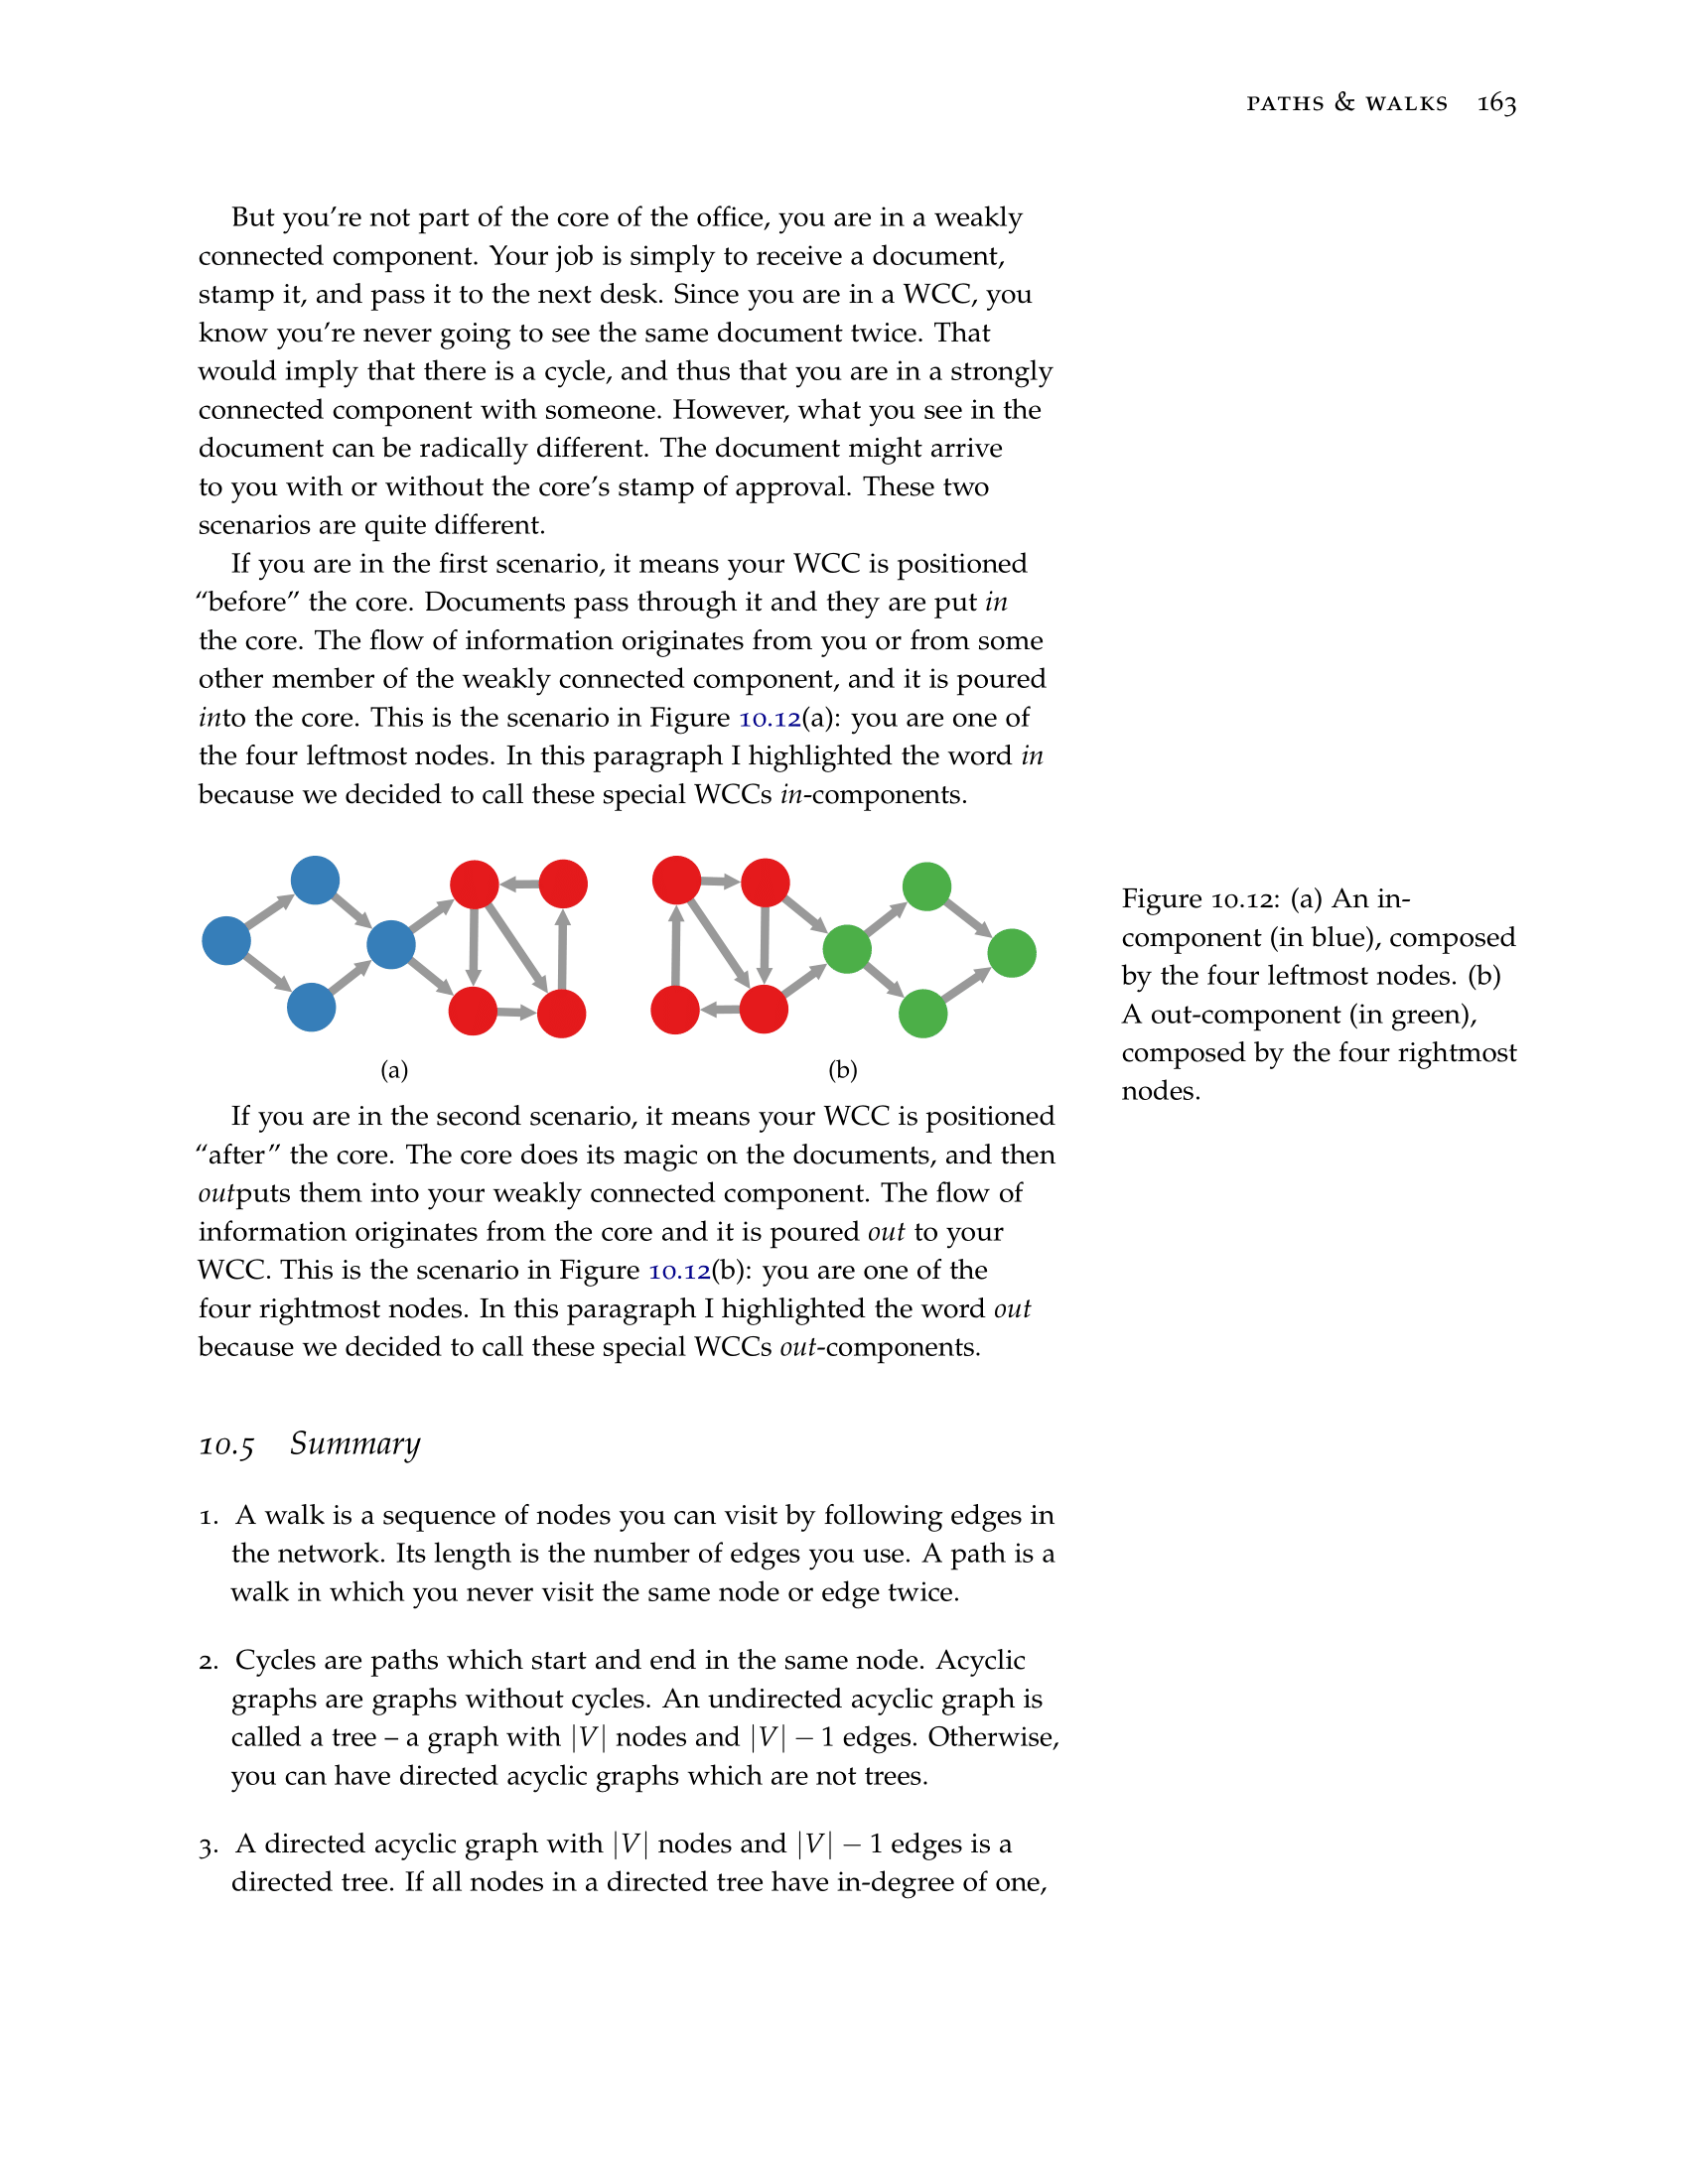 PATHS & WALKS 163
But you’re not part of the core of the office, you are in a weakly
connected component. Your job is simply to receive a document,
stamp it, and pass it to the next desk. Since you are in a WCC, you
know you’re never going to see the same document twice. That
would imply that there is a cycle, and thus that you are in a strongly
connected component with someone. However, what you see in the
document can be radically different. The document might arrive
to you with or without the core’s stamp of approval. These two
scenarios are quite different.
If you are in the first scenario, it means your WCC is positioned
“before” the core. Documents pass through it and they are put in
the core. The flow of information originates from you or from some
other member of the weakly connected component, and it is poured
into the core. This is the scenario in Figure 10.12(a): you are one of
the four leftmost nodes. In this paragraph I highlighted the word in
because we decided to call these special WCCs in-components.
(a)
(b)
Figure 10.12: (a) An in-
component (in blue), composed
by the four leftmost nodes. (b)
A out-component (in green),
composed by the four rightmost
nodes.
If you are in the second scenario, it means your WCC is positioned
“after” the core. The core does its magic on the documents, and then
outputs them into your weakly connected component. The flow of
information originates from the core and it is poured out to your
WCC. This is the scenario in Figure 10.12(b): you are one of the
four rightmost nodes. In this paragraph I highlighted the word out
because we decided to call these special WCCs out-components.
10.5 Summary
1. A walk is a sequence of nodes you can visit by following edges in
the network. Its length is the number of edges you use. A path is a
walk in which you never visit the same node or edge twice.
2. Cycles are paths which start and end in the same node. Acyclic
graphs are graphs without cycles. An undirected acyclic graph is
called a tree – a graph with |V| nodes and |V| − 1 edges. Otherwise,
you can have directed acyclic graphs which are not trees.
3. A directed acyclic graph with |V| nodes and |V| − 1 edges is a
directed tree. If all nodes in a directed tree have in-degree of one,